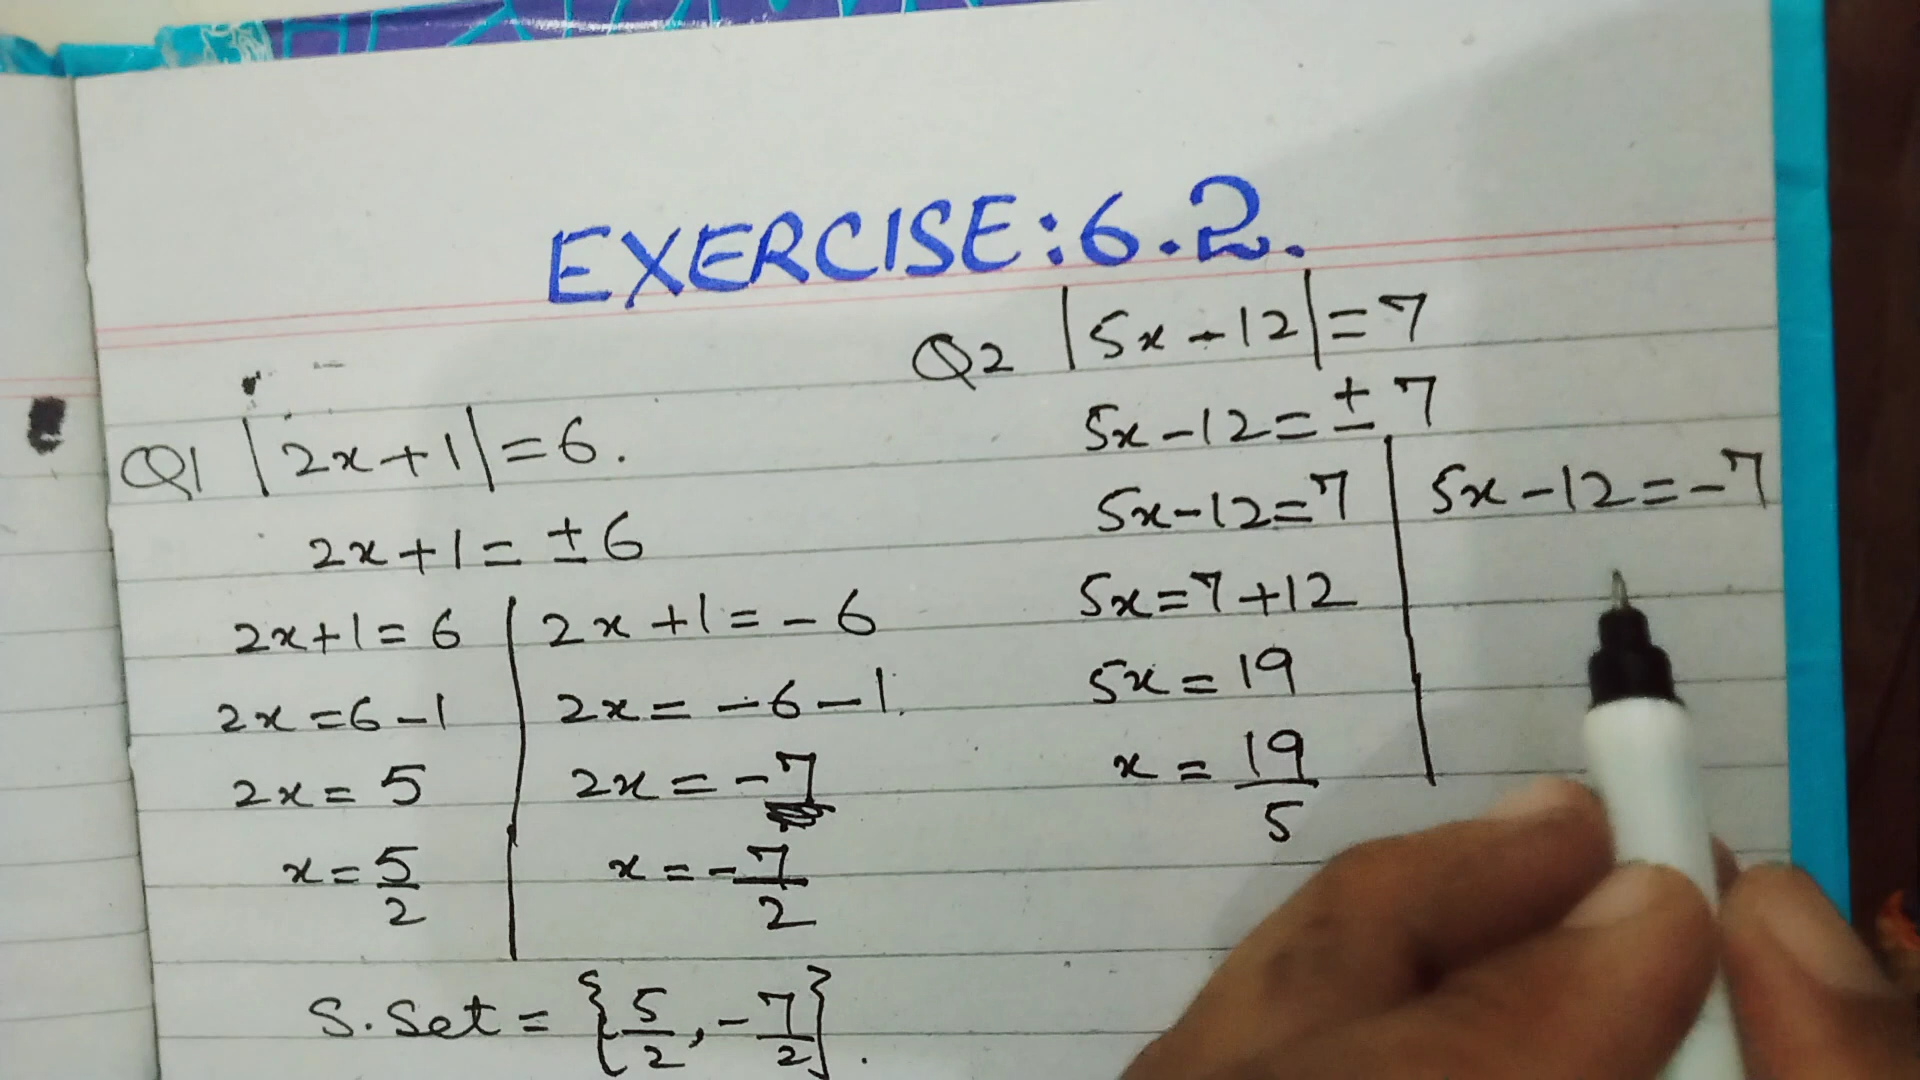 EXERCISE:6.2.
Q1 |2x+1|=6.
2x+1=±6
2x+1=6 | 2x+1=-6
2x=6-1 | 2x=-6-1.
2x=5 | 2x=-7
x=5/2 | x=-7/2
S.Set={5/2,-7/2}.
Q2 |5x-12|=7
5x-12=±7
5x-12=7 | 5x-12=-7
5x=7+12
5x=19
x=19/5